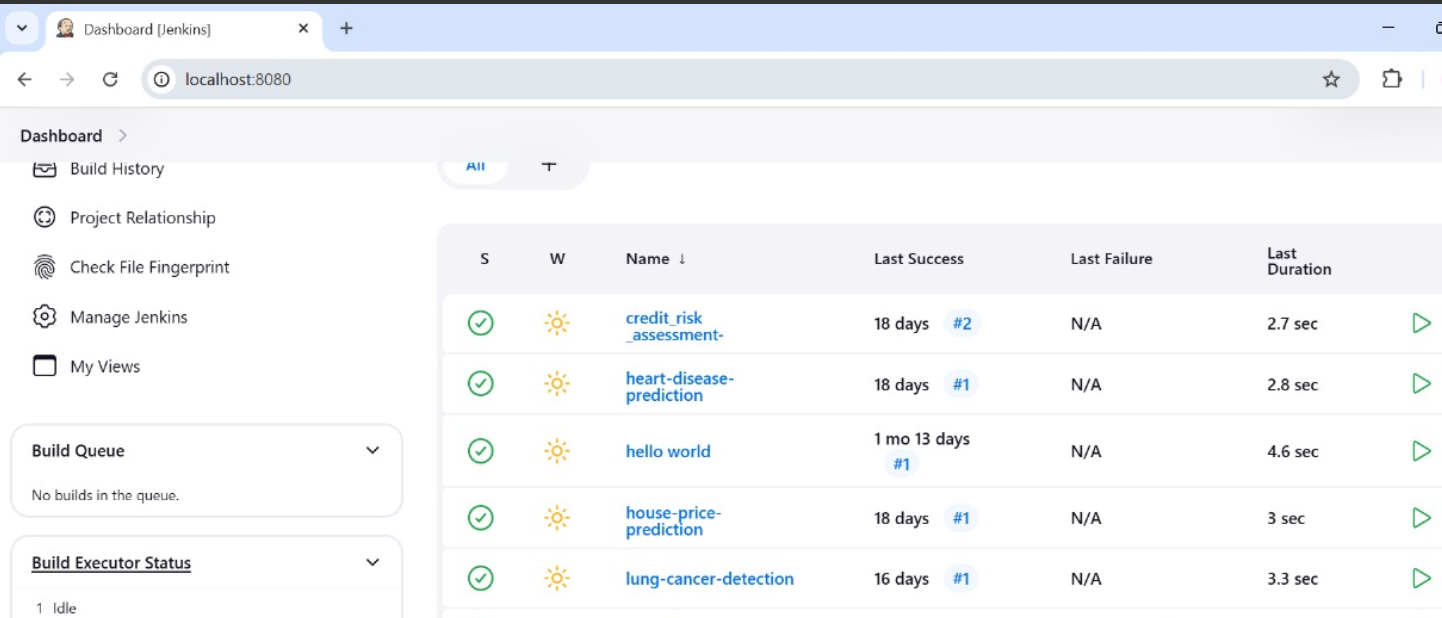 Dashboard [Jenkins]
localhost:8080
Dashboard
Build History
Project Relationship
Check File Fingerprint
Manage Jenkins
My Views
Build Queue
No builds in the queue.
Build Executor Status
1 Idle
All +
S W Name ↓ Last Success Last Failure Last
Duration
credit_risk
_assessment-
18 days #2 N/A 2.7 sec
heart-disease-
prediction
18 days #1 N/A 2.8 sec
hello world
1 mo 13 days
#1
N/A 4.6 sec
house-price-
prediction
18 days #1 N/A 3 sec
lung-cancer-detection 16 days #1 N/A 3.3 sec